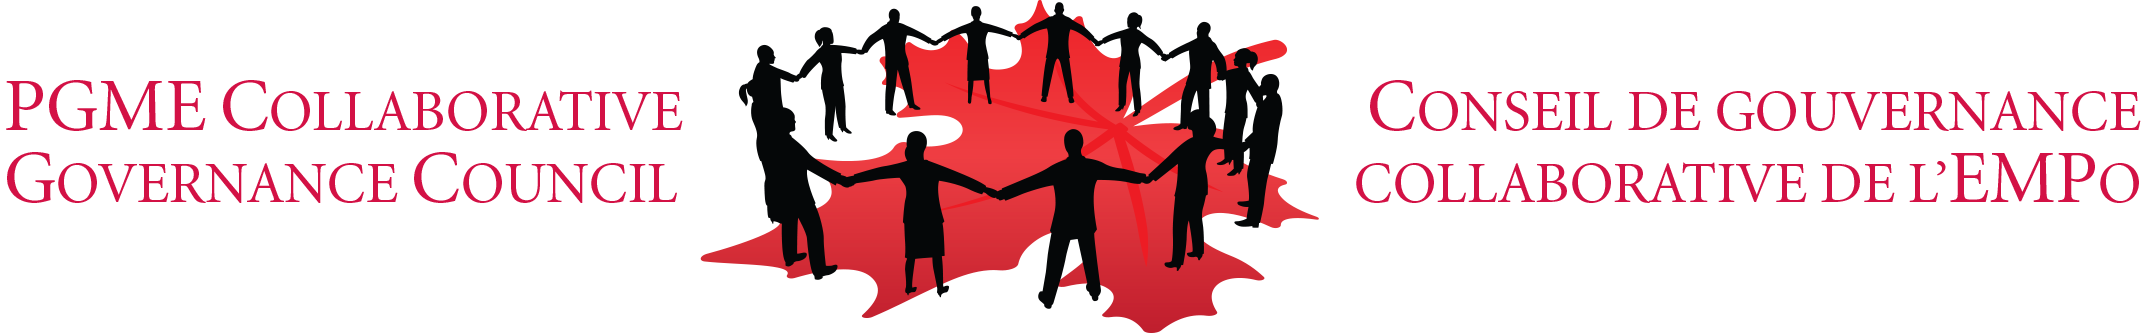 PGME COLLABORATIVE
GOVERNANCE COUNCIL
CONSEIL DE GOUVERNANCE
COLLABORATIVE DE L'EMPO